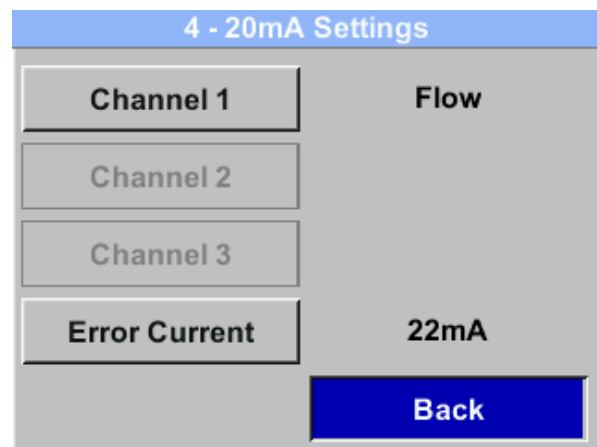 4 - 20mA Settings
Channel 1 Flow
Channel 2
Channel 3
Error Current 22mA
Back